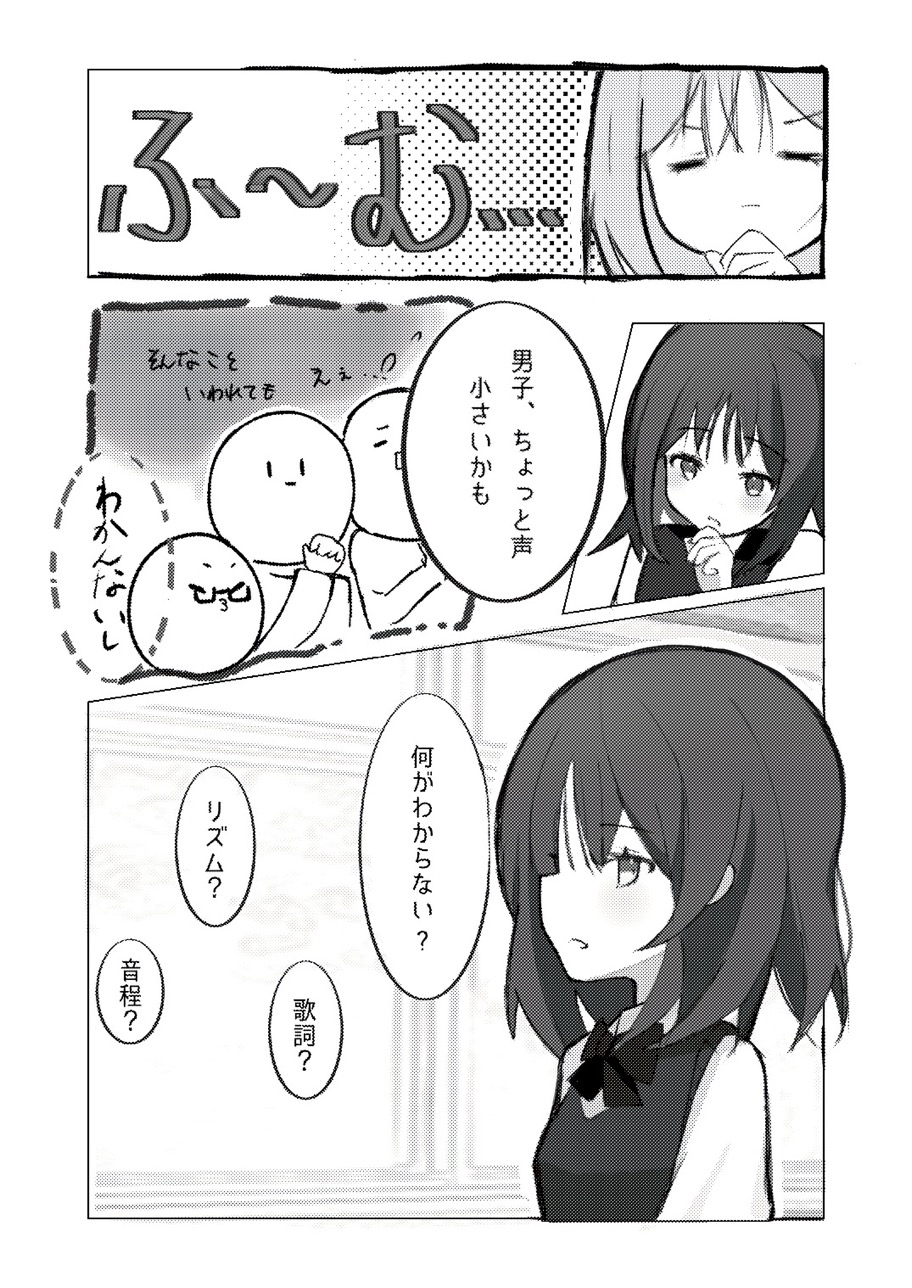 ふ～む…
男子、ちょっと声
小さいかも
ええ…
そんなこと
いわれても
わかんないし
何がわからない？
リズム？
歌詞？
音程？